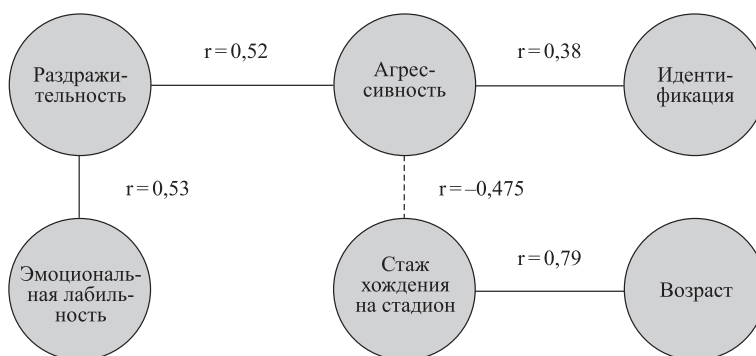 Раздражи-
тельность
r = 0,52
Агрес-
сивность
r = 0,38
Иденти-
фикация
r = 0,53
r = –0,475
Эмоциональ-
ная лабиль-
ность
Стаж
хождения
на стадион
r = 0,79
Возраст